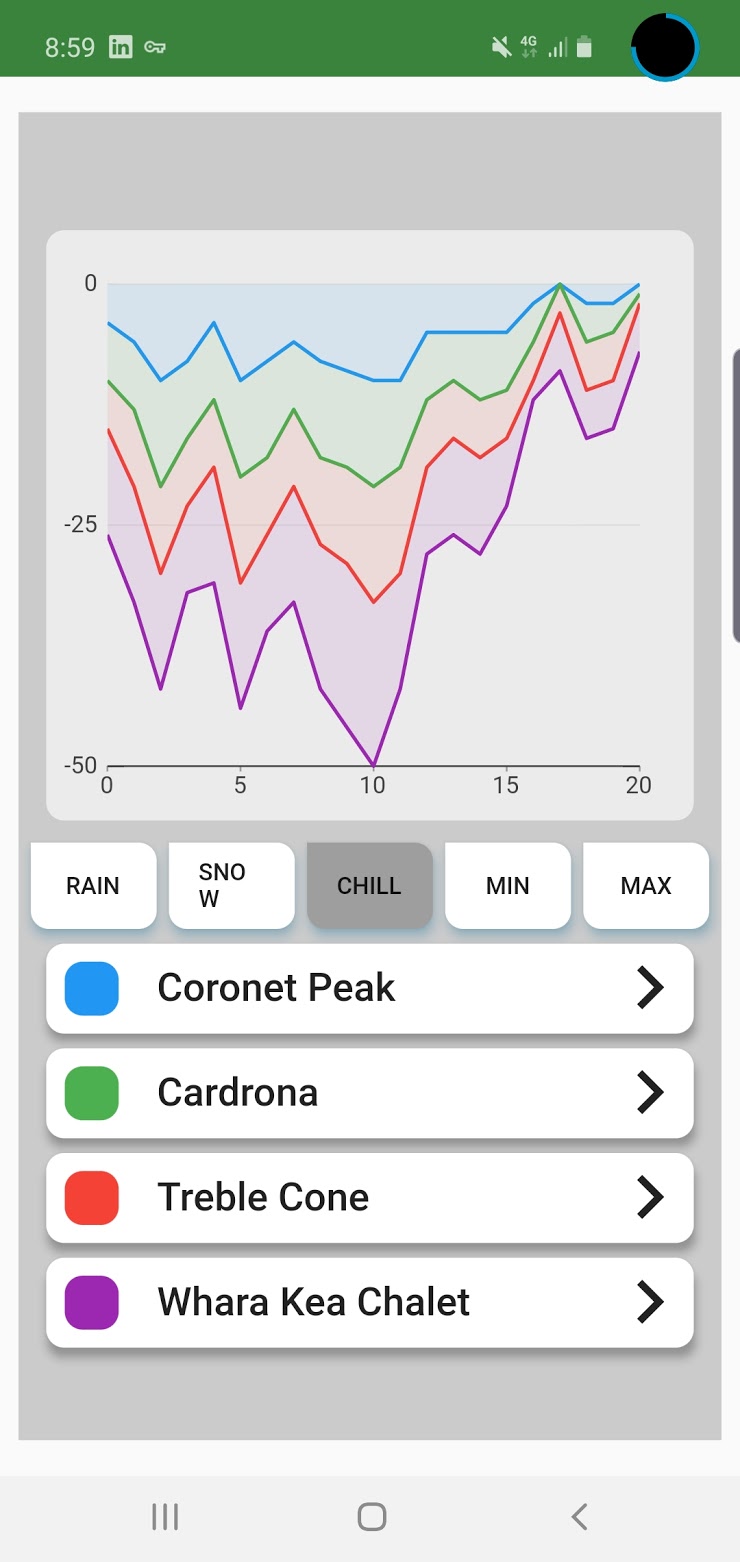 8:59 in 4G
0
-25
-50
0 5 10 15 20
RAIN SNO CHILL MIN MAX
W
Coronet Peak
Cardrona
Treble Cone
Whara Kea Chalet